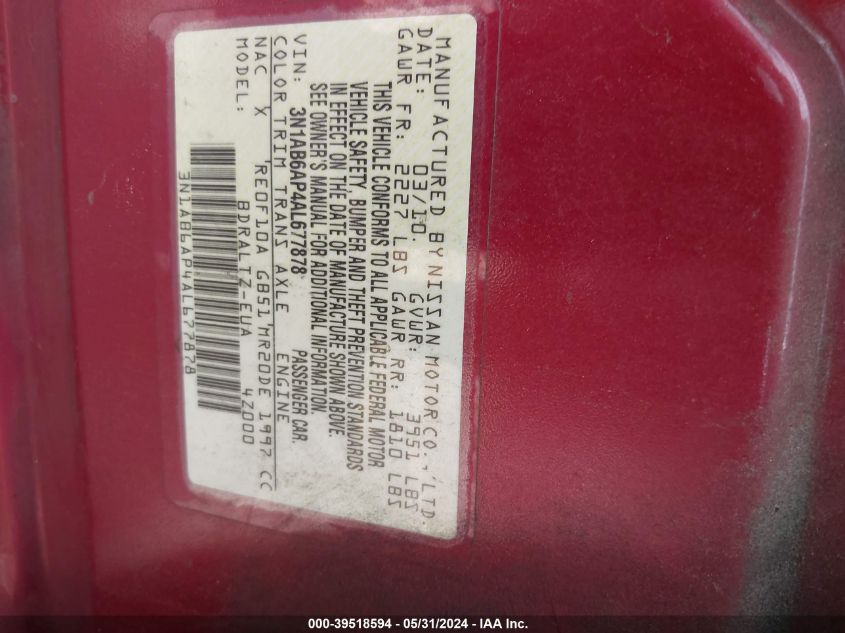 MANUFACTURED BY NISSAN MOTOR CO., LTD.
DATE: 03/10. GVWR: 3951 LBS
GAWR FR: 2227 LBS GAWR RR: 1810 LBS
THIS VEHICLE CONFORMS TO ALL APPLICABLE FEDERAL MOTOR
VEHICLE SAFETY, BUMPER AND THEFT PREVENTION STANDARDS
IN EFFECT ON THE DATE OF MANUFACTURE SHOWN ABOVE.
SEE OWNER'S MANUAL FOR ADDITIONAL INFORMATION.
VIN: 3N1AB6AP4AL677878 PASSENGER CAR.
COLOR TRIM TRANS AXLE ENGINE
NAC X RE0F10A GB51 MR20DE 1997 CC
MODEL: BDRALTZ-EUA 4Z000
3N1AB6AP4AL677878
000-39518594 - 05/31/2024 - IAA Inc.